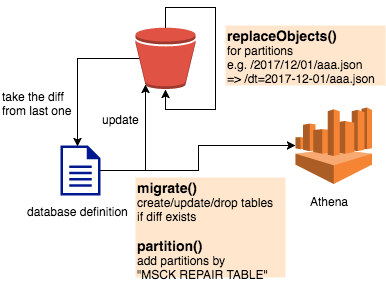 replaceObjects()
for partitions
e.g. /2017/12/01/aaa.json
=> /dt=2017-12-01/aaa.json
take the diff
from last one
update
database definition
migrate()
create/update/drop tables
if diff exists
partition()
add partitions by
"MSCK REPAIR TABLE"
Athena